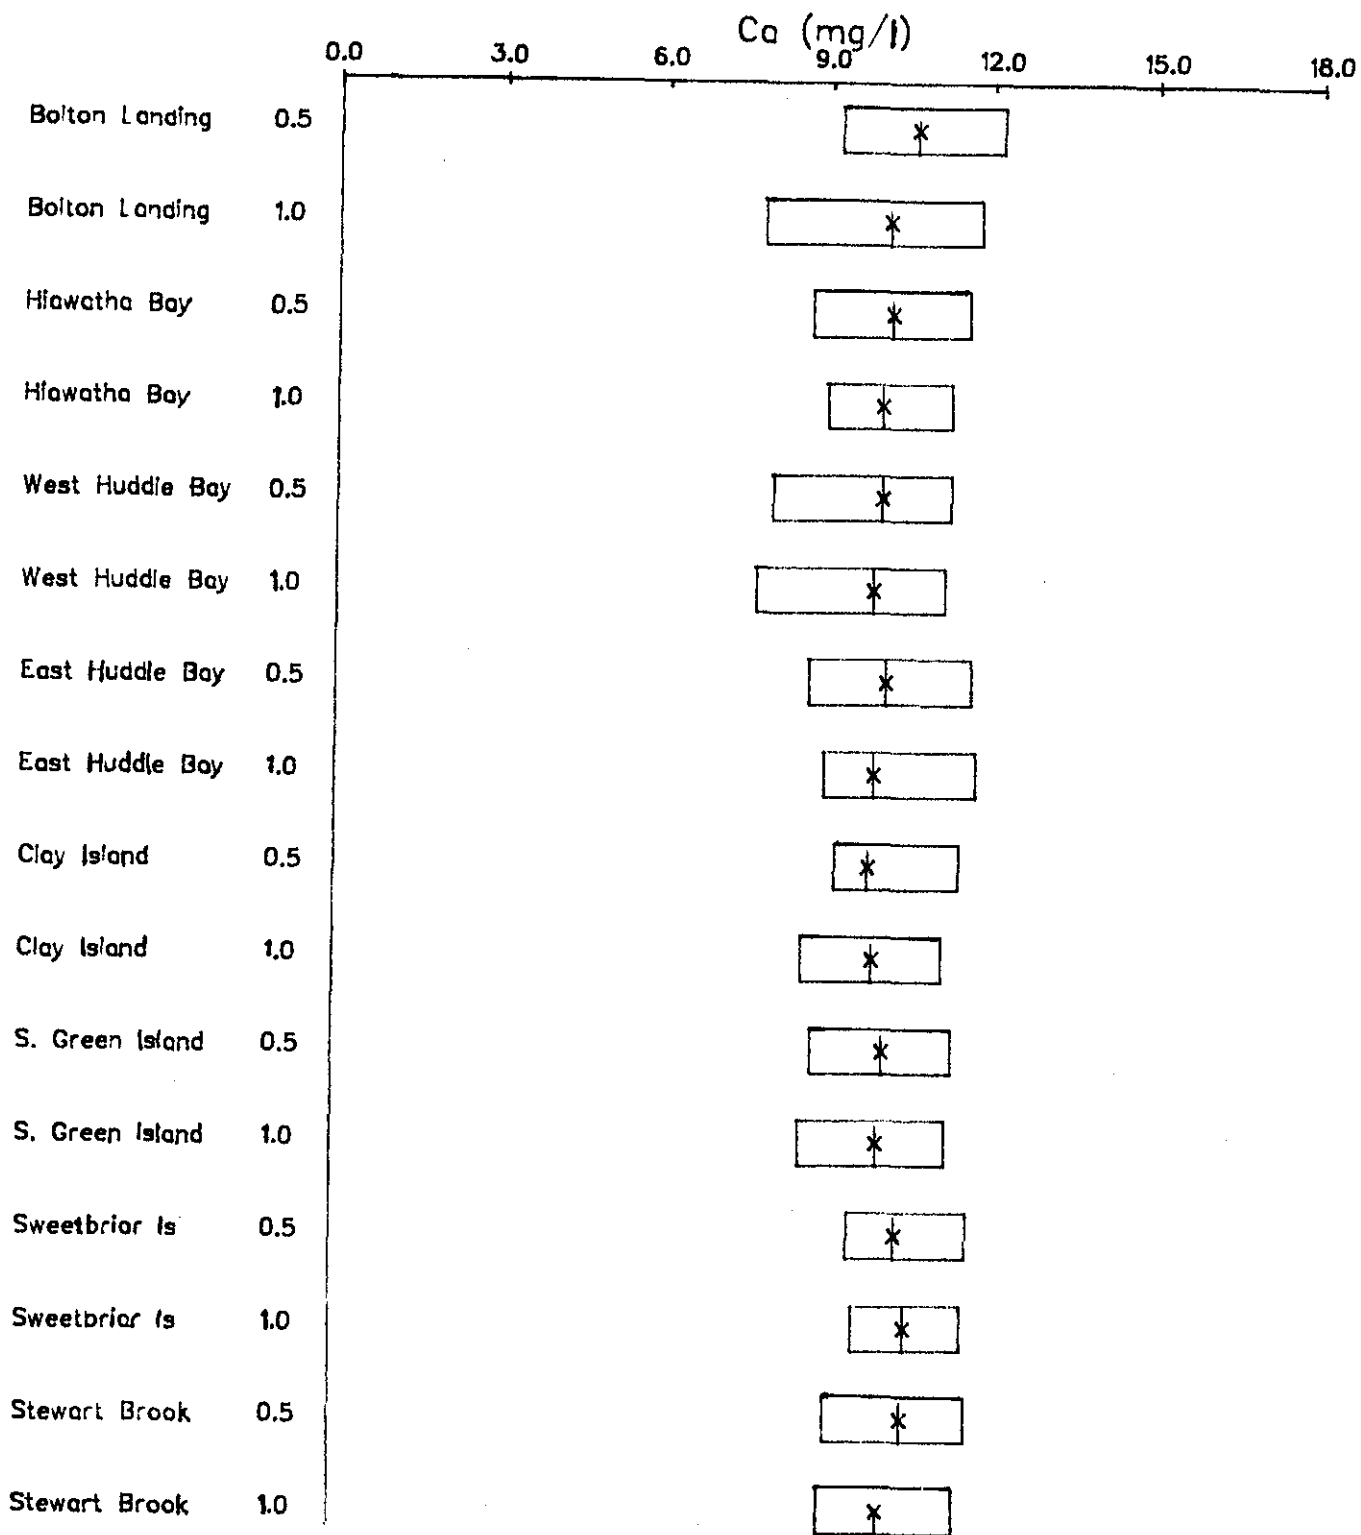 Ca (mg/l)
0.0 3.0 6.0 9.0 12.0 15.0 18.0
Bolton Landing 0.5
Bolton Landing 1.0
Hiawatha Bay 0.5
Hiawatha Bay 1.0
West Huddle Bay 0.5
West Huddle Bay 1.0
East Huddle Bay 0.5
East Huddle Bay 1.0
Clay Island 0.5
Clay Island 1.0
S. Green Island 0.5
S. Green Island 1.0
Sweetbriar Is 0.5
Sweetbriar Is 1.0
Stewart Brook 0.5
Stewart Brook 1.0